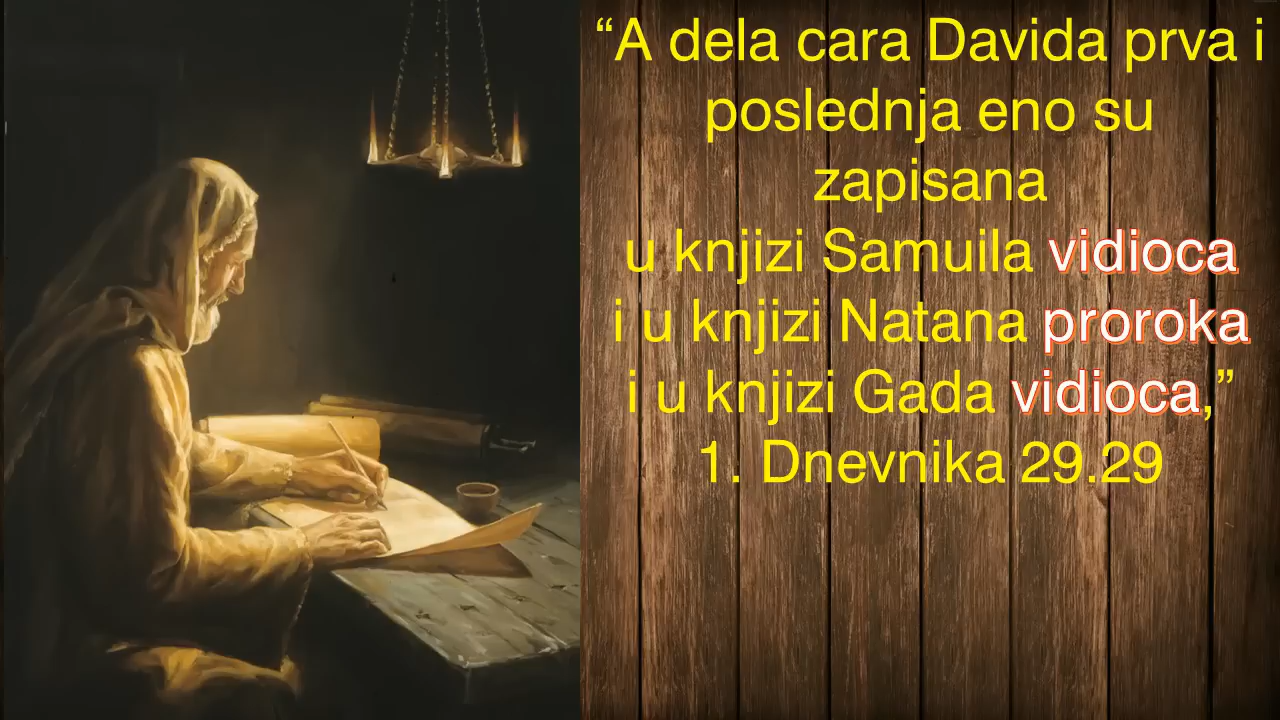 “A dela cara Davida prva i
poslednja eno su
zapisana
u knjizi Samuila vidioca
i u knjizi Natana proroka
i u knjizi Gada vidioca,”
1. Dnevnika 29.29